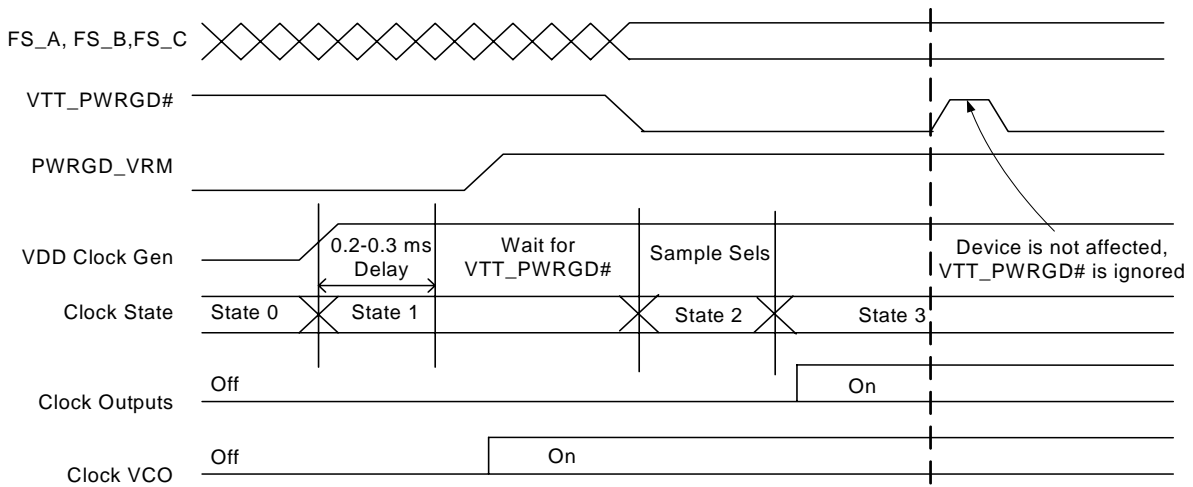 FS_A, FS_B,FS_C
VTT_PWRGD#
PWRGD_VRM
VDD Clock Gen
0.2-0.3 ms
Delay
Wait for
VTT_PWRGD#
Sample Sels
Device is not affected,
VTT_PWRGD# is ignored
Clock State
State 0
State 1
State 2
State 3
Clock Outputs
Off
On
Clock VCO
Off
On